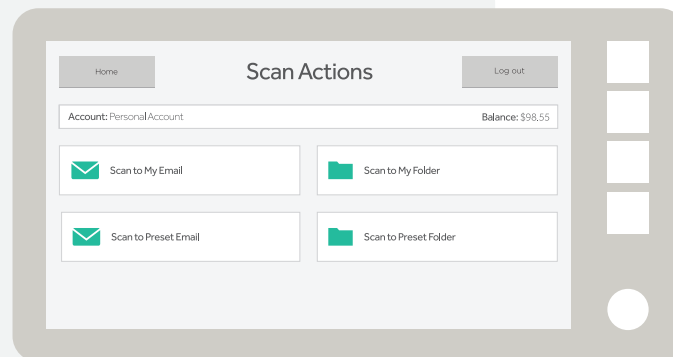 Home
Scan Actions
Log out
Account: Personal Account
Balance: $98.55
Scan to My Email
Scan to My Folder
Scan to Preset Email
Scan to Preset Folder